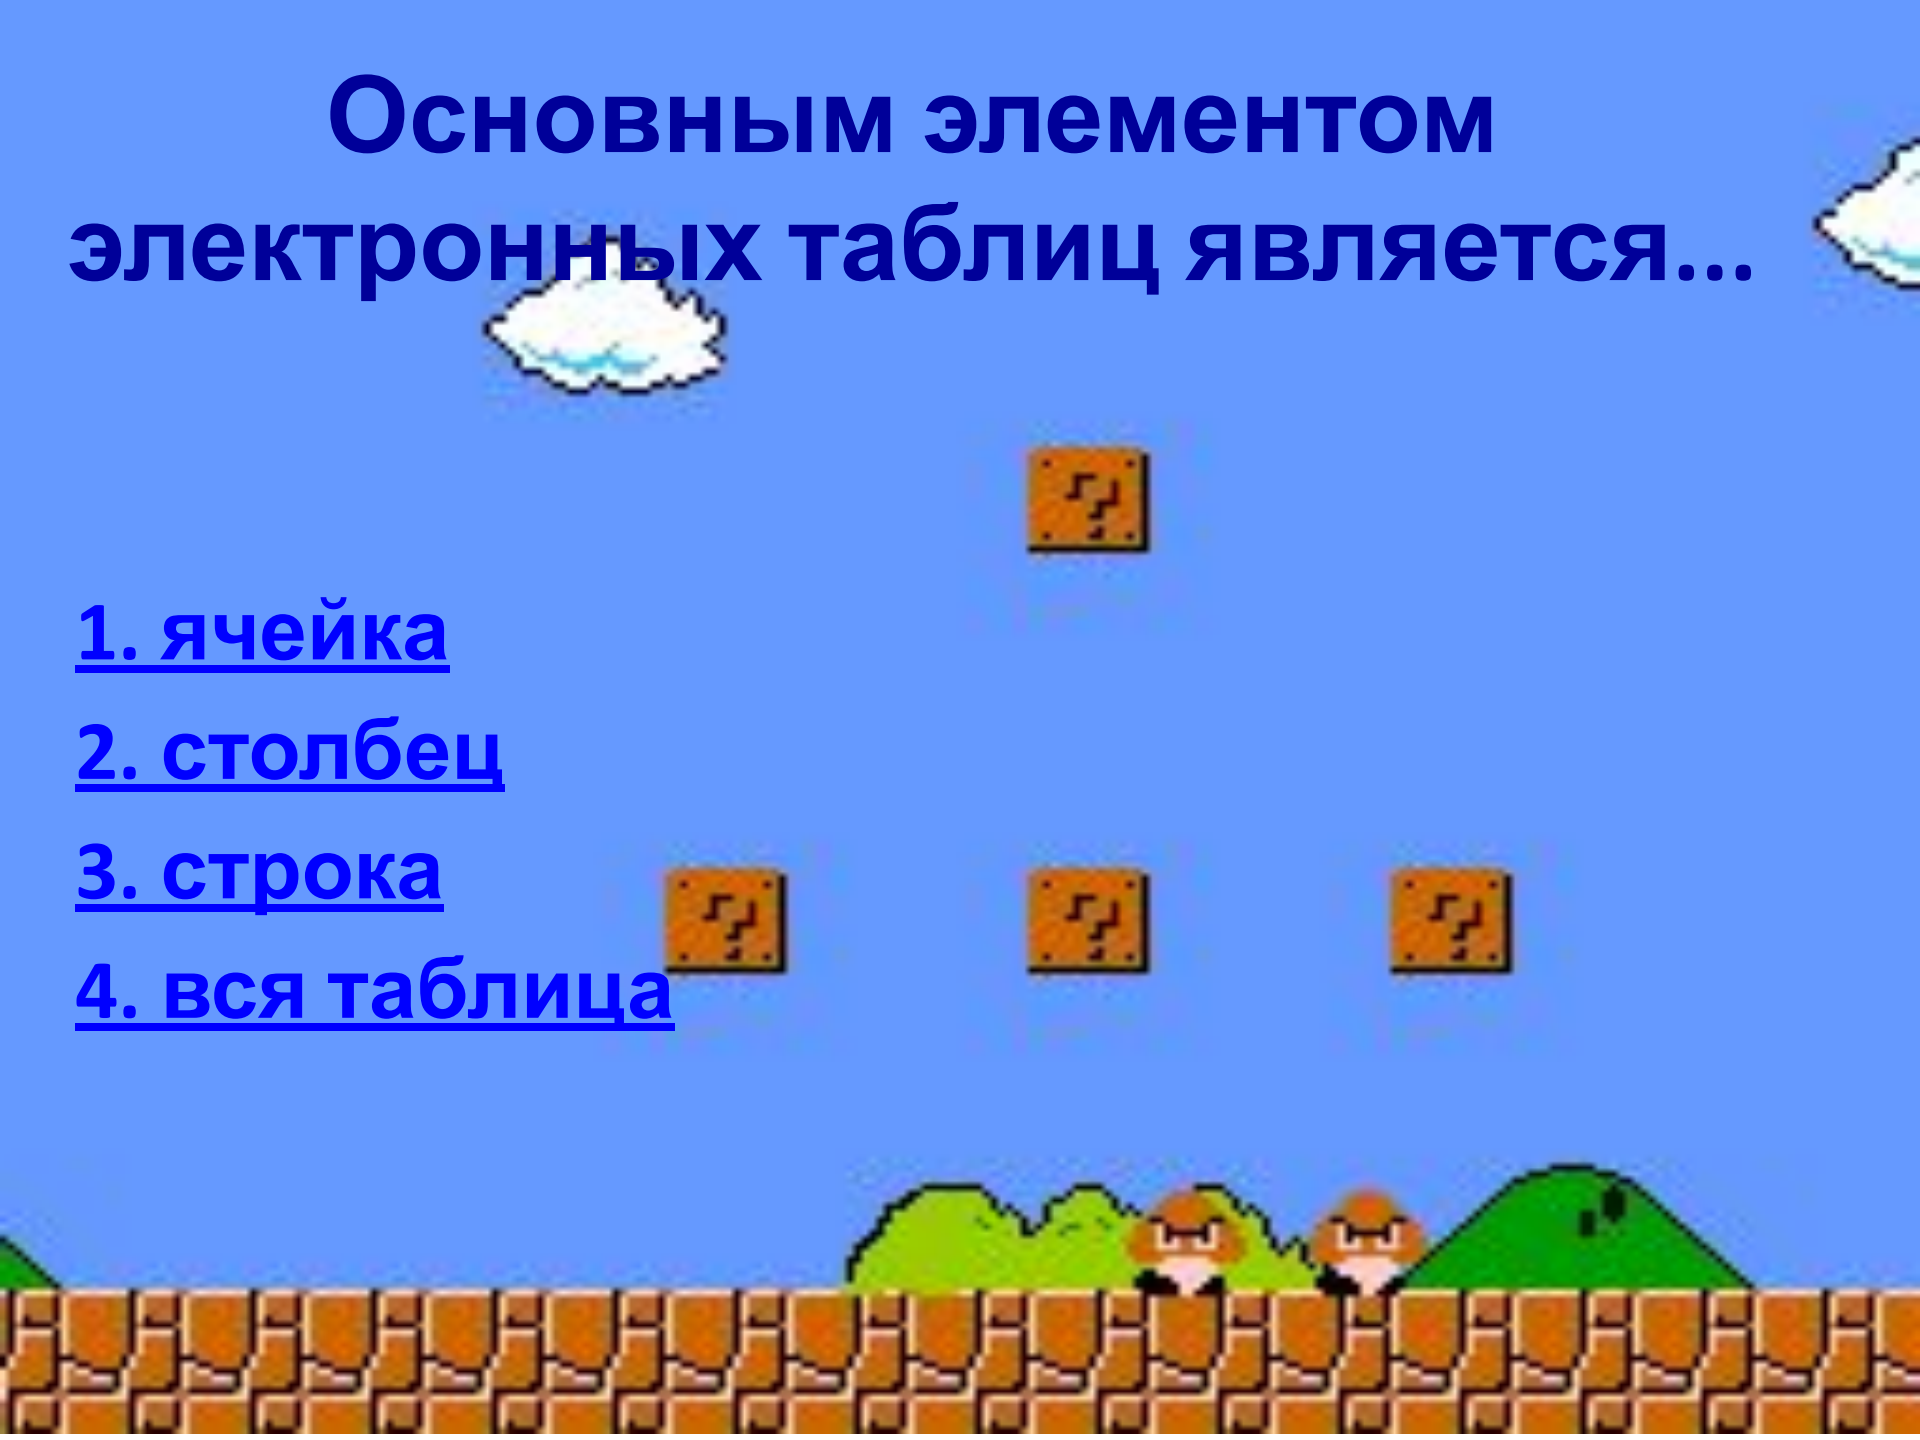 Основным элементом
электронных таблиц является...
1. ячейка
2. столбец
3. строка
4. вся таблица